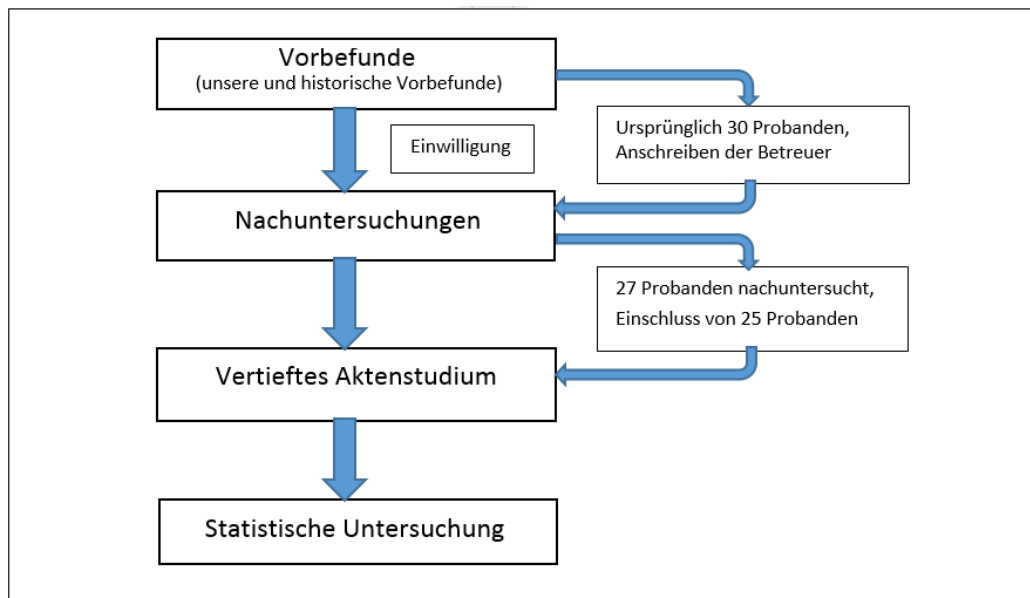 Vorbefunde
(unsere und historische Vorbefunde)
Ursprünglich 30 Probanden,
Anschreiben der Betreuer
Einwilligung
Nachuntersuchungen
27 Probanden nachuntersucht,
Einschluss von 25 Probanden
Vertieftes Aktenstudium
Statistische Untersuchung